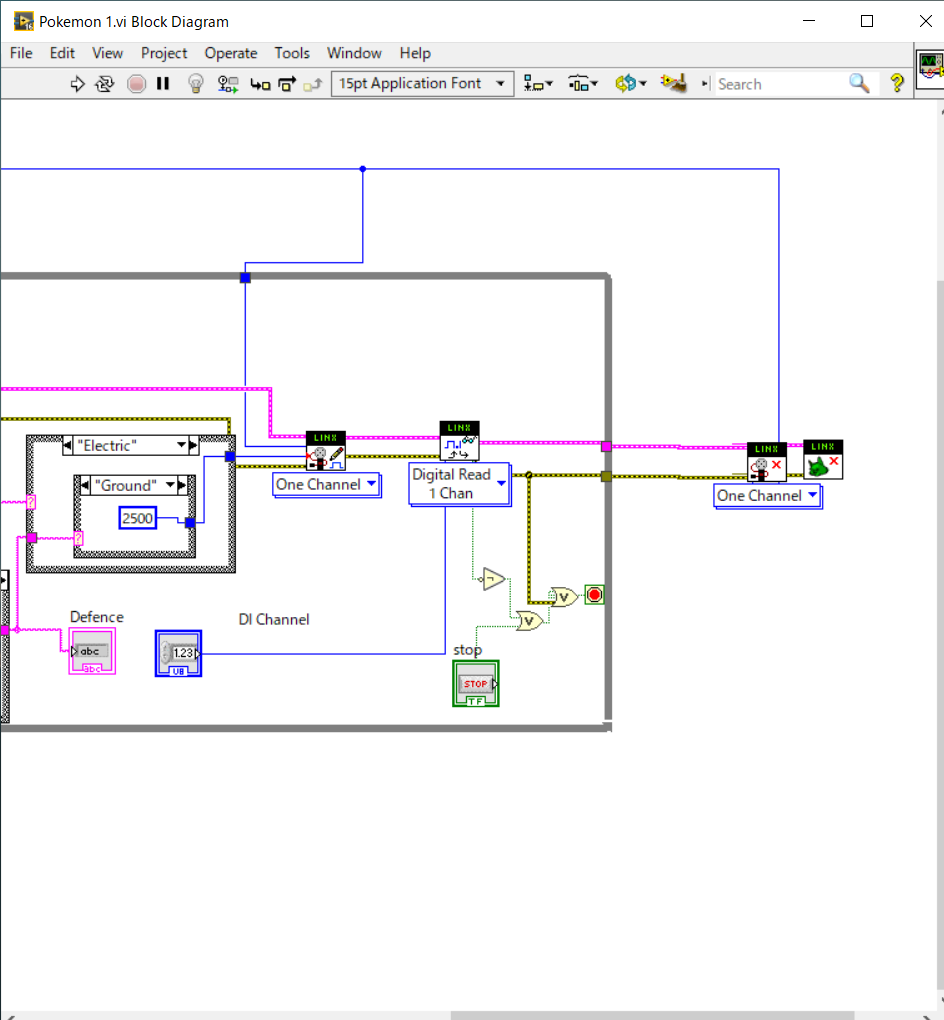 Pokemon 1.vi Block Diagram
File Edit View Project Operate Tools Window Help
15pt Application Font
Search
"Electric"
"Ground"
2500
LINX
One Channel
LINX
Digital Read
1 Chan
LINX
One Channel
LINX
Defence
abc
abc
DI Channel
1.23
U8
stop
STOP
TF